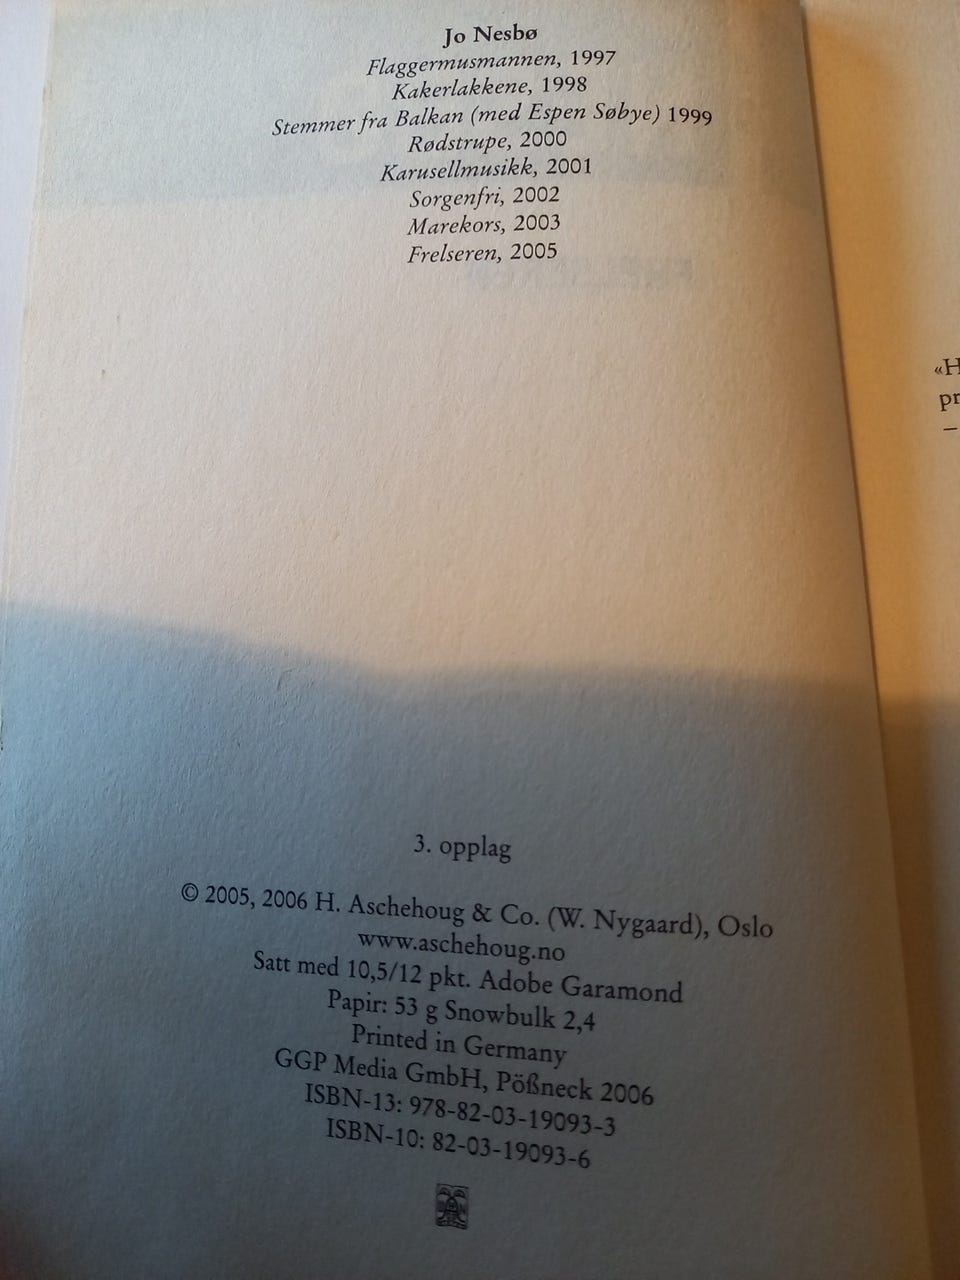 Jo Nesbø
Flaggermusmannen, 1997
Kakerlakkene, 1998
Stemmer fra Balkan (med Espen Søbye) 1999
Rødstrupe, 2000
Karusellmusikk, 2001
Sorgenfri, 2002
Marekors, 2003
Frelseren, 2005
3. opplag
© 2005, 2006 H. Aschehoug & Co. (W. Nygaard), Oslo
www.aschehoug.no
Satt med 10,5/12 pkt. Adobe Garamond
Papir: 53 g Snowbulk 2,4
Printed in Germany
GGP Media GmbH, Pößneck 2006
ISBN-13: 978-82-03-19093-3
ISBN-10: 82-03-19093-6
«H
pr
–